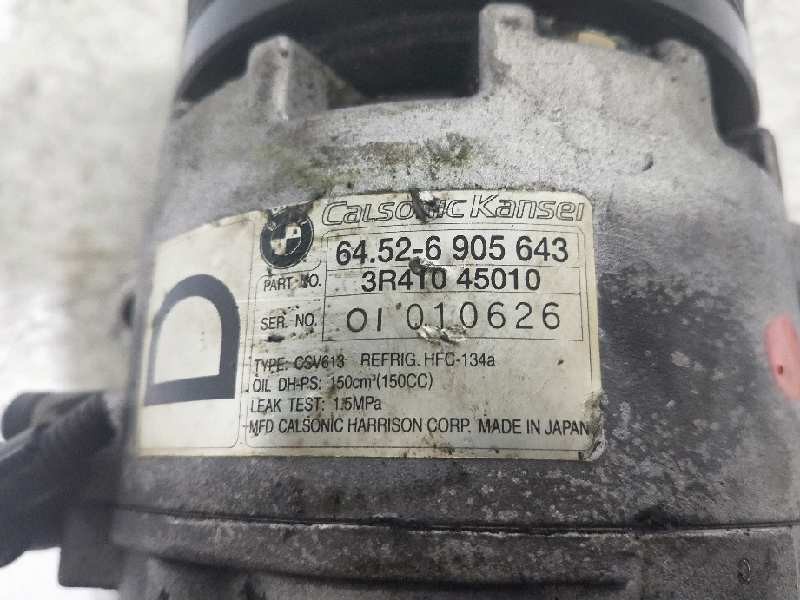 Calsonic Kansei
64.52-6 905 643
PART NO. 3R410 45010
SER. NO. 01 010626
TYPE: CSV613 REFRIG. HFC-134a
OIL DH-PS: 150cm³(150CC)
LEAK TEST: 1.5MPa
MFD CALSONIC HARRISON CORP. MADE IN JAPAN
D